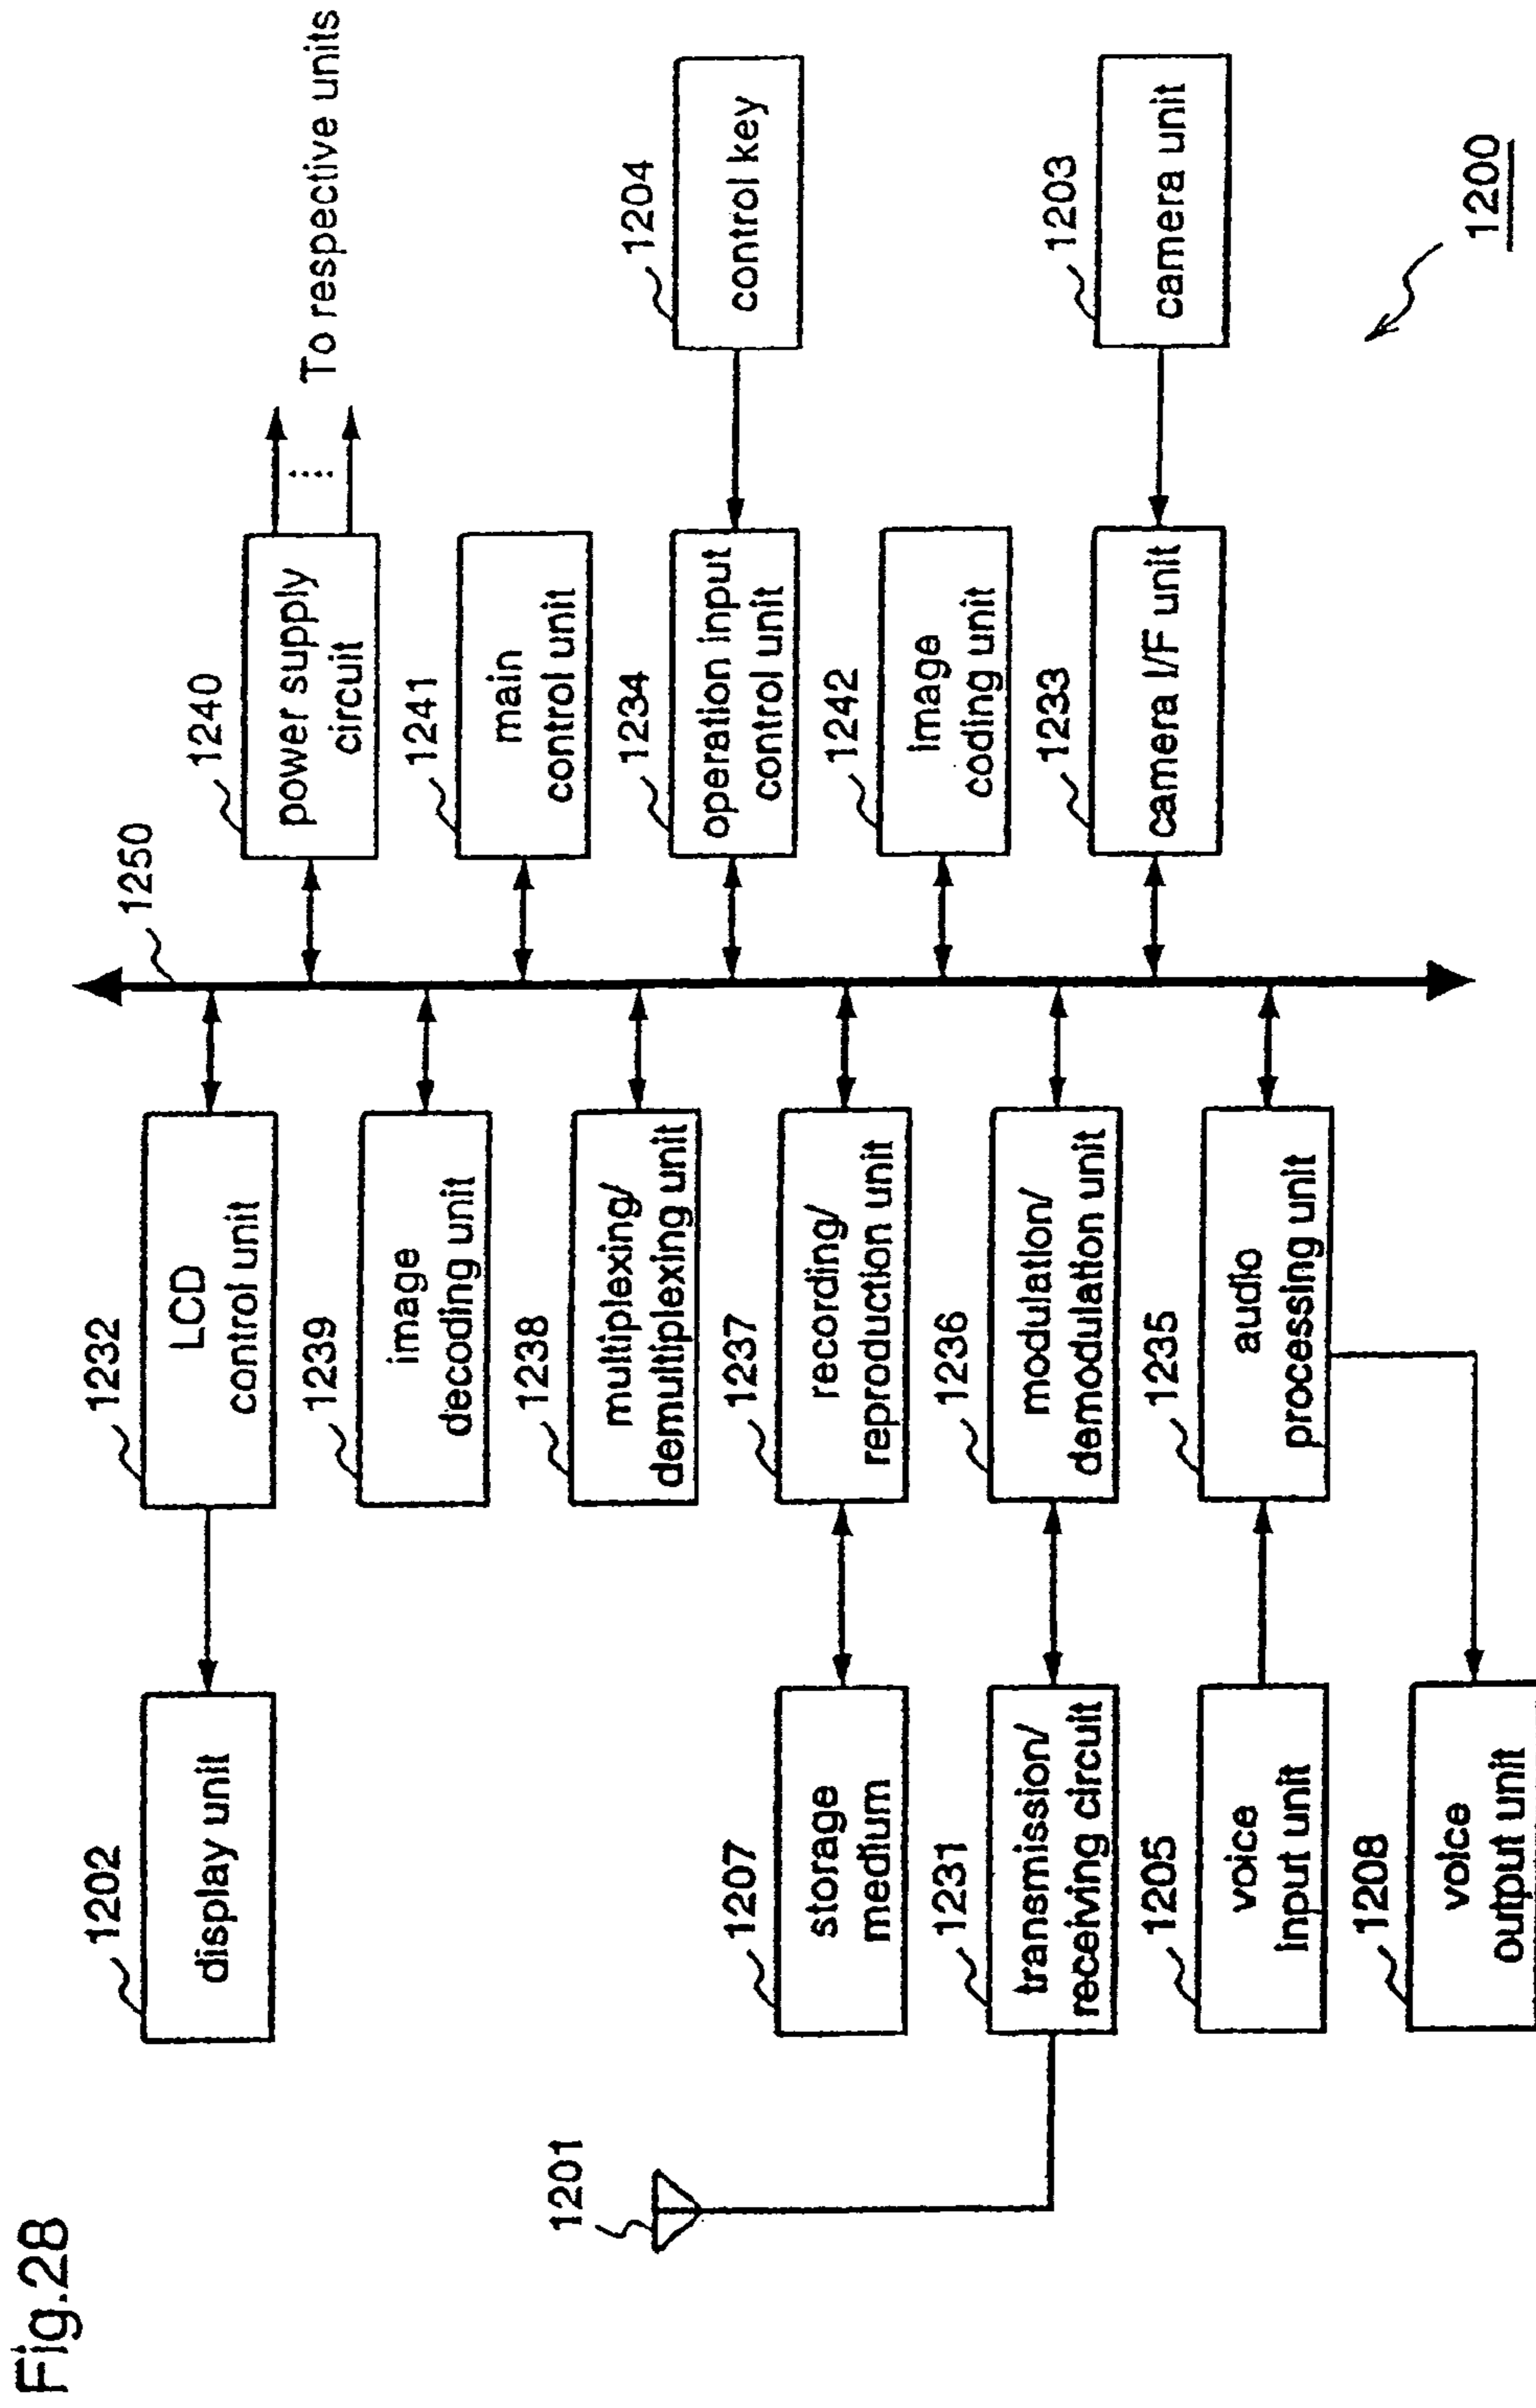 Fig.28
1201
1202
display unit
1207
storage
medium
1231
transmission/
receiving circuit
1205
voice
input unit
1208
voice
output unit
1232
LCD
control unit
1239
image
decoding unit
1238
multiplexing/
demultiplexing unit
1237
recording/
reproduction unit
1236
modulation/
demodulation unit
1235
audio
processing unit
1250
1240
power supply
circuit
1241
main
control unit
1234
operation input
control unit
1242
image
coding unit
1233
camera I/F unit
To respective units
1204
control key
1203
camera unit
1200